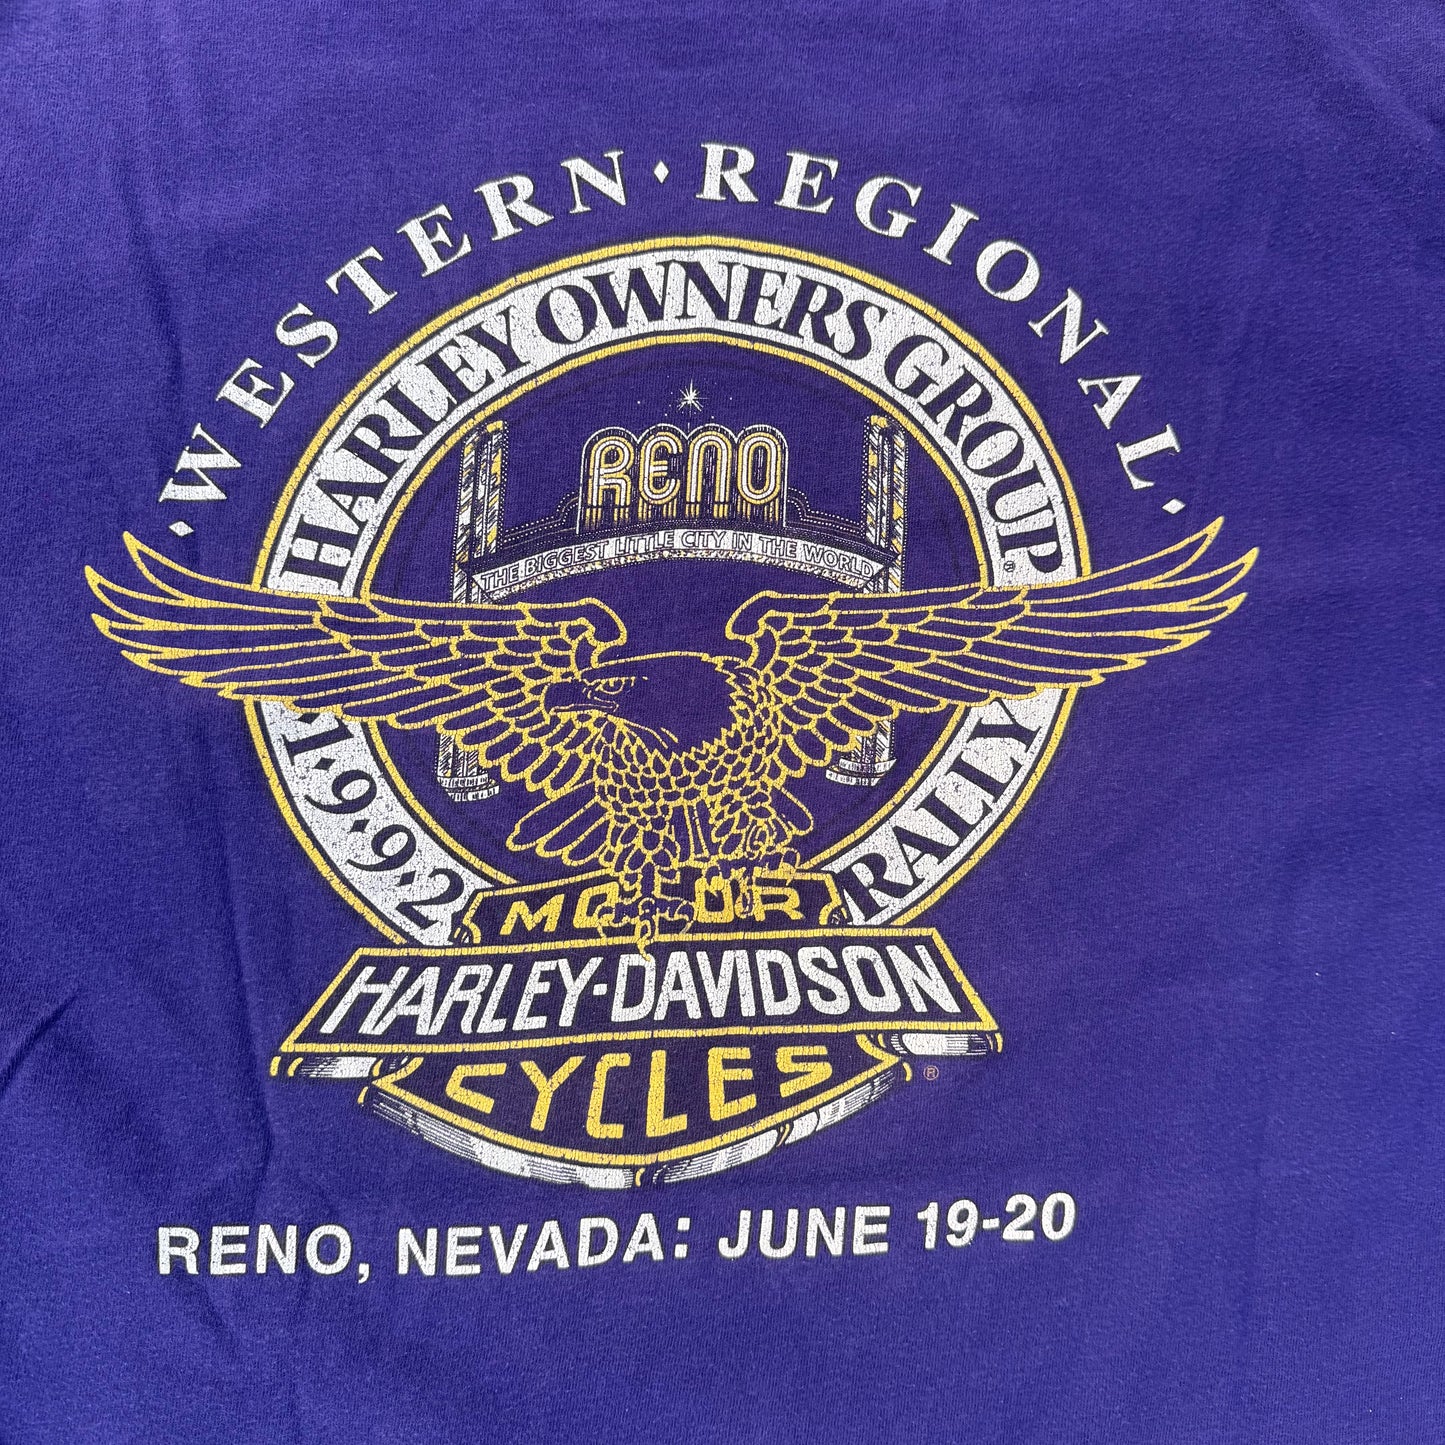 ·WESTERN·REGIONAL·
HARLEY OWNERS GROUP®
RENO
THE BIGGEST LITTLE CITY IN THE WORLD
1·9·9·2
RALLY
MOTOR
HARLEY-DAVIDSON
CYCLES®
RENO, NEVADA: JUNE 19-20